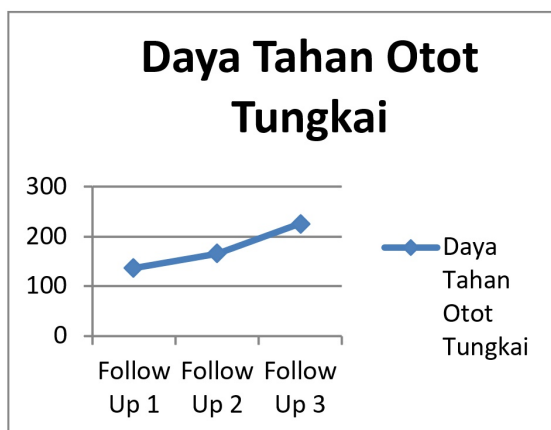 Daya Tahan Otot
Tungkai
300
200
100
0
Follow Up 1
Follow Up 2
Follow Up 3
Daya
Tahan
Otot
Tungkai